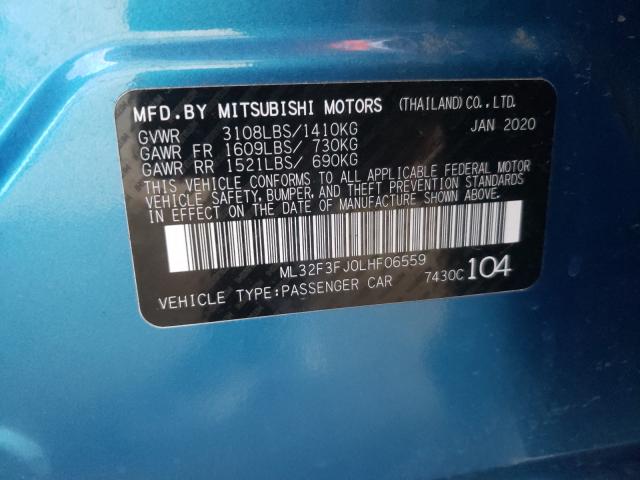 MFD.BY MITSUBISHI MOTORS (THAILAND) CO.,LTD.
GVWR 3108LBS/1410KG JAN 2020
GAWR FR 1609LBS/ 730KG
GAWR RR 1521LBS/ 690KG
THIS VEHICLE CONFORMS TO ALL APPLICABLE FEDERAL MOTOR
VEHICLE SAFETY, BUMPER, AND THEFT PREVENTION STANDARDS
IN EFFECT ON THE DATE OF MANUFACTURE SHOWN ABOVE.
ML32F3FJ0LHF06559
VEHICLE TYPE:PASSENGER CAR 7430C 104